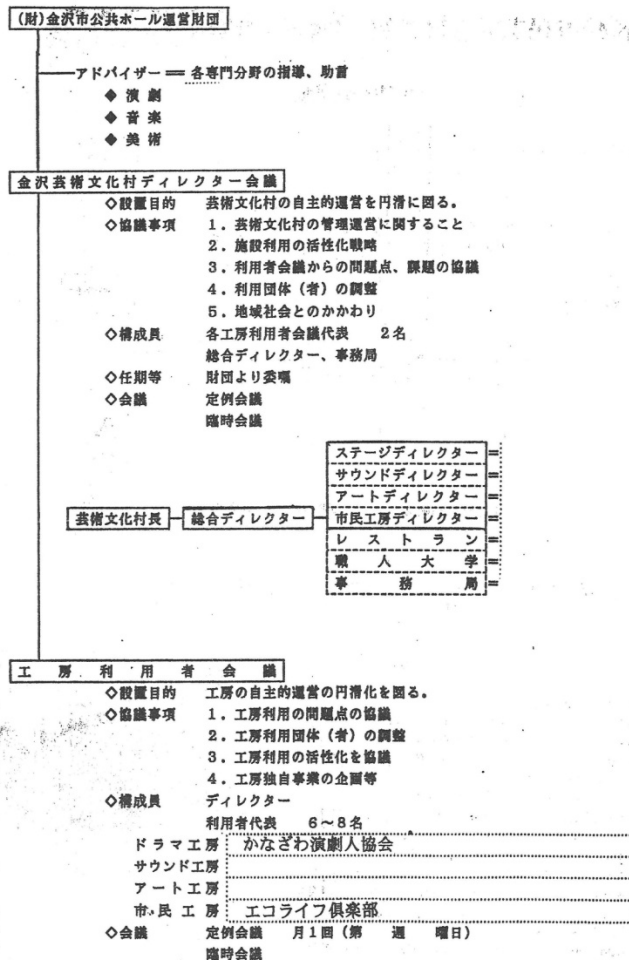 (財)金沢市公共ホール運営財団
アドバイザー ＝ 各専門分野の指導、助言
◆ 演劇
◆ 音楽
◆ 美術
金沢芸術文化村ディレクター会議
◇設置目的 芸術文化村の自主的運営を円滑に図る。
◇協議事項 1．芸術文化村の管理運営に関すること
2．施設利用の活性化戦略
3．利用者会議からの問題点、課題の協議
4．利用団体（者）の調整
5．地域社会とのかかわり
◇構成員 各工房利用者会議代表 2名
総合ディレクター、事務局
◇任期等 財団より委嘱
◇会議 定例会議
臨時会議
ステージディレクター ＝
サウンドディレクター ＝
アートディレクター ＝
芸術文化村長 総合ディレクター 市民工房ディレクター ＝
レストラン ＝
職人大学 ＝
事務局 ＝
工房利用者会議
◇設置目的 工房の自主的運営の円滑化を図る。
◇協議事項 1．工房利用の問題点の協議
2．工房利用団体（者）の調整
3．工房利用の活性化を協議
4．工房独自事業の企画等
◇構成員 ディレクター
利用者代表 6～8名
ドラマ工房 かなざわ演劇人協会
サウンド工房
アート工房
市民工房 エコライフ倶楽部
◇会議 定例会議 月1回（第 週 曜日）
臨時会議